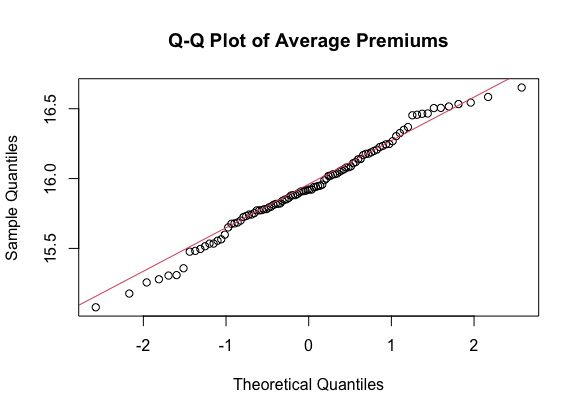 Q-Q Plot of Average Premiums
Sample Quantiles
16.5
16.0
15.5
-2 -1 0 1 2
Theoretical Quantiles